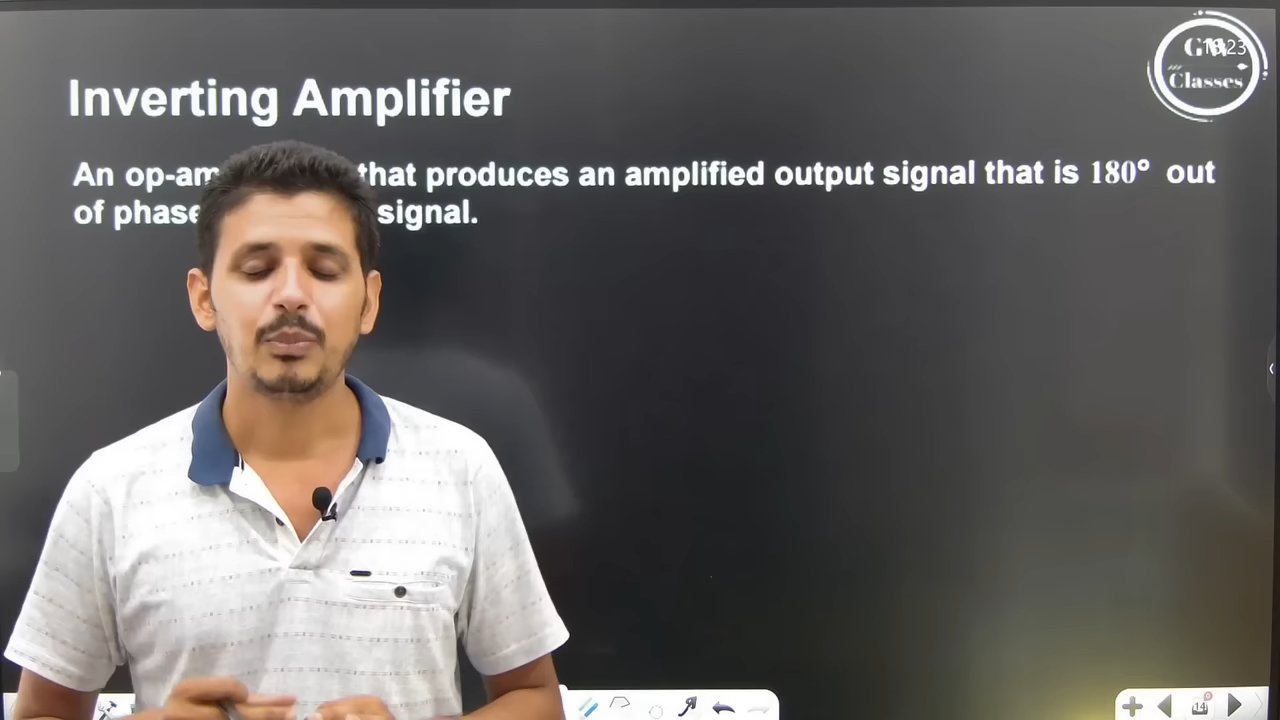 Inverting Amplifier
An op-am that produces an amplified output signal that is 180° out
of phase signal.
Classes
14